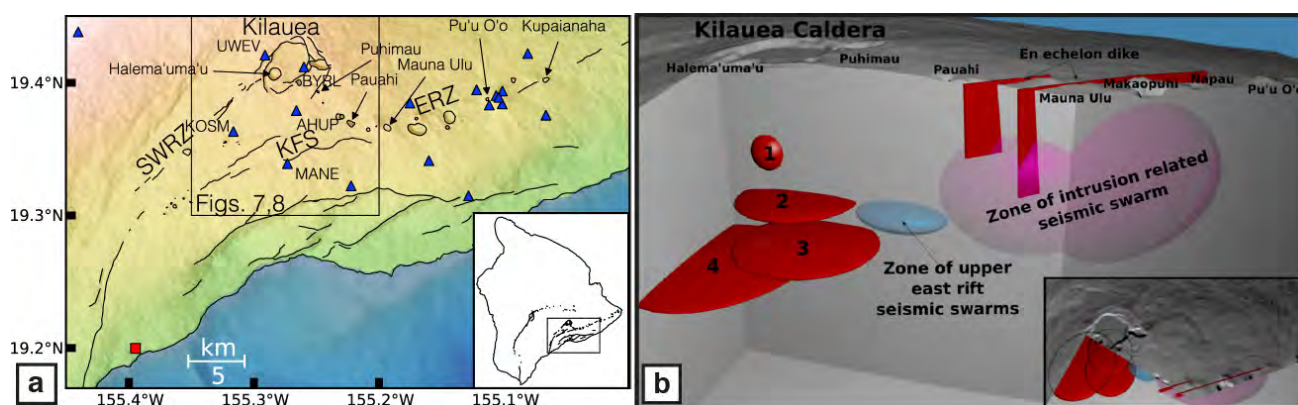 Kilauea
Pu'u O'o
Kupaianaha
UWEV
Puhimau
Halema'uma'u
BYRL
Mauna Ulu
Pauahi
19.4°N
ERZ
KOSM
AHUP
SWRZ
KFS
MANE
19.3°N
Figs. 7,8
19.2°N
km
5
a
155.4°W
155.3°W
155.2°W
155.1°W
Kilauea Caldera
En echelon dike
Halema'uma'u
Puhimau
Pauahi
Makaopuni
Napau
Mauna Ulu
Pu'u O'o
1
2
3
4
Zone of intrusion related
seismic swarm
Zone of upper
east rift
seismic swarms
b